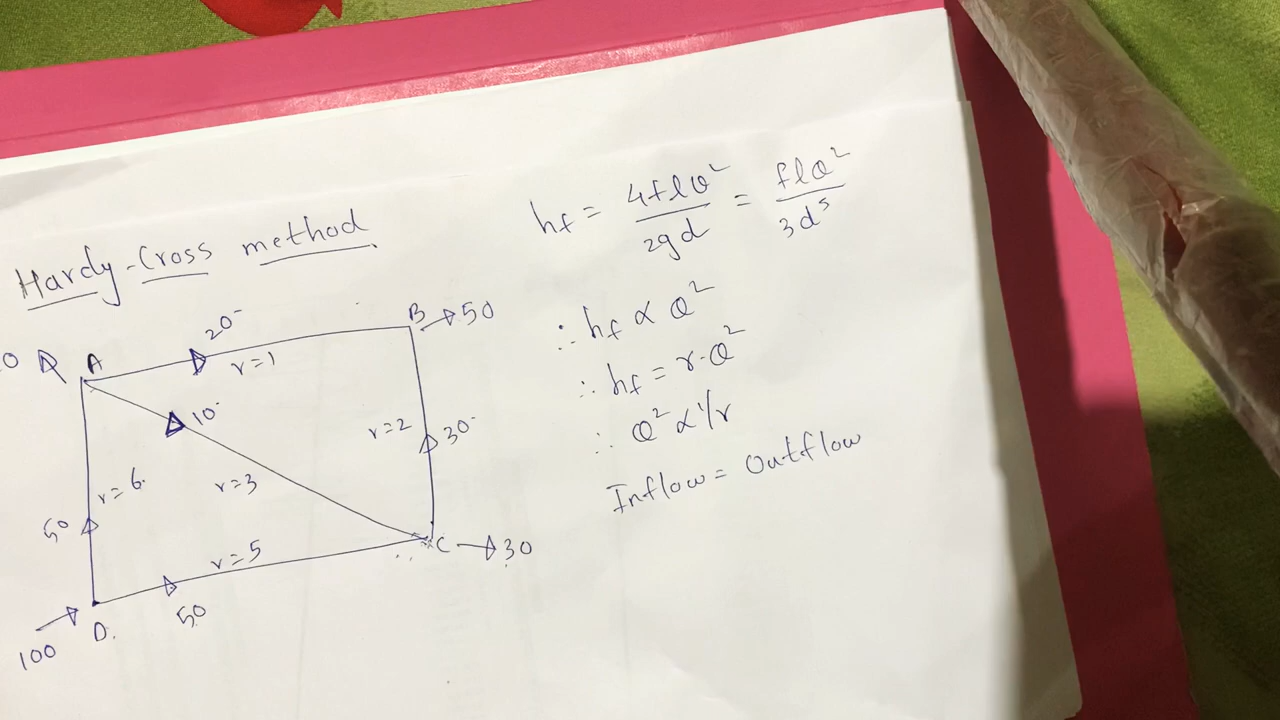 Hardy-Cross method
hf = 4flQ² / 2gd = flQ² / 3d⁵
∴ hf ∝ Q²
∴ hf = r·Q²
∴ Q² ∝ 1/r
Inflow = Outflow
A
20
r=1
B
50
10
r=2
30
r=3
r=6
50
r=5
C
30
50
D
100